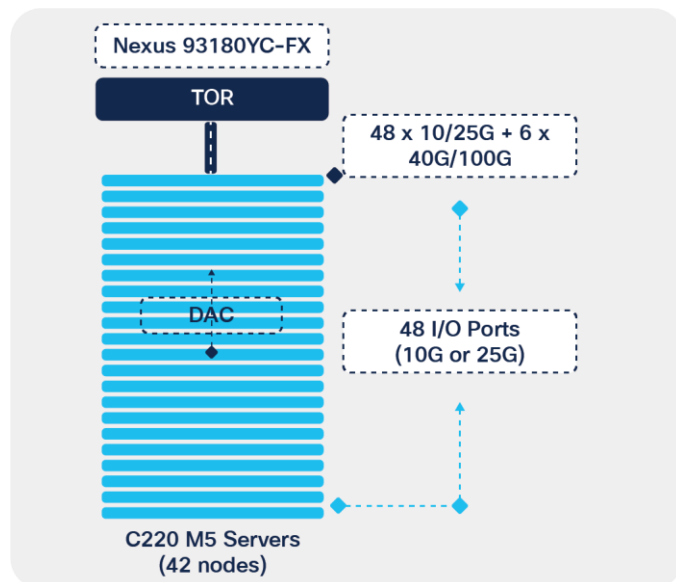 Nexus 93180YC-FX
TOR
48 x 10/25G + 6 x
40G/100G
DAC
48 I/O Ports
(10G or 25G)
C220 M5 Servers
(42 nodes)